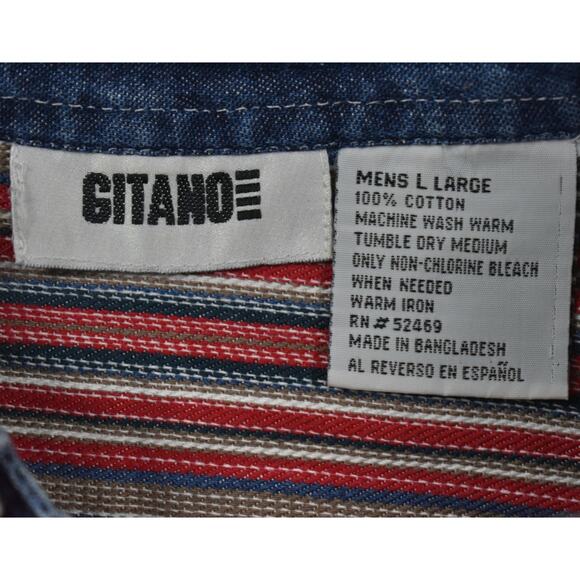 GITANO
MENS L LARGE
100% COTTON
MACHINE WASH WARM
TUMBLE DRY MEDIUM
ONLY NON-CHLORINE BLEACH
WHEN NEEDED
WARM IRON
RN # 52469
MADE IN BANGLADESH
AL REVERSO EN ESPAÑOL